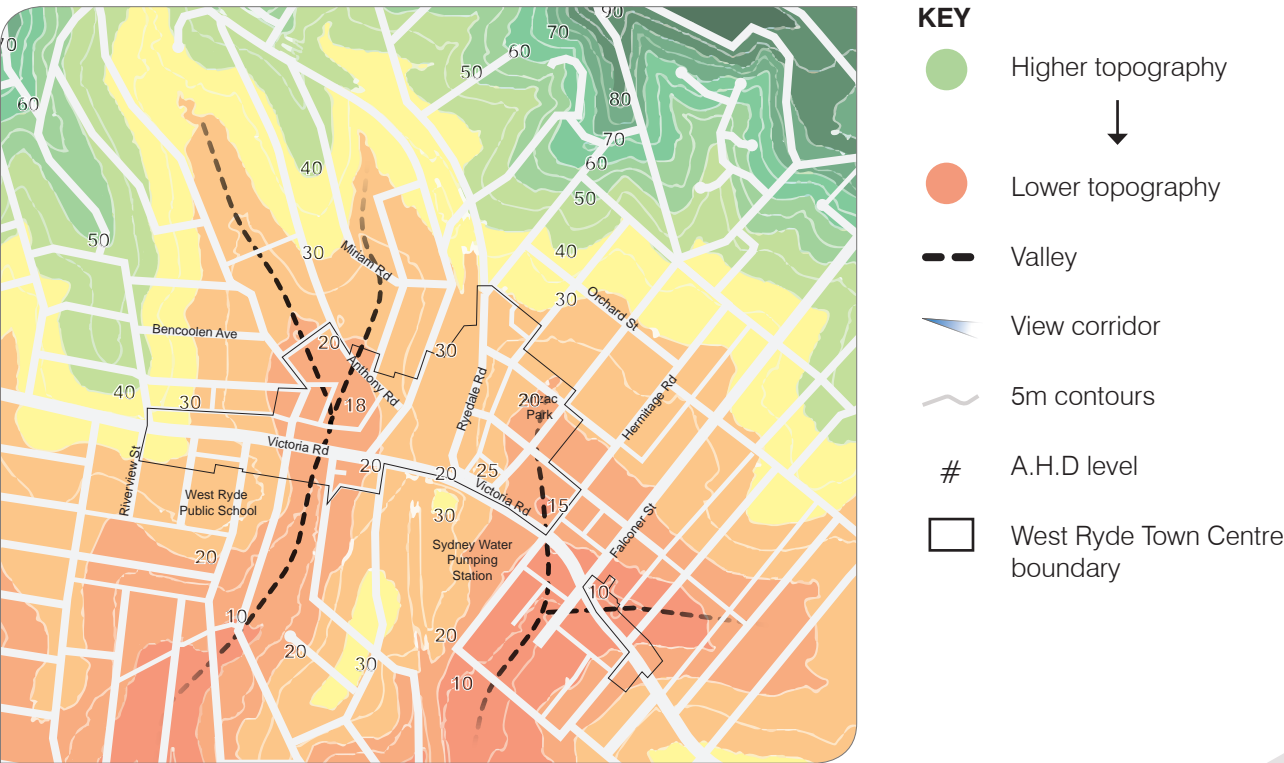 90
70
60
50
80
70
60
50
40
30
70
60
50
40
30
Miriam Rd
Orchard St
Bencoolen Ave
20
Anthony Rd
30
40
30
18
Ryedale Rd
20
Park
Hermitage Rd
Victoria Rd
20
20
25
Victoria Rd
15
Riverview St
West Ryde
Public School
30
Falconer St
Sydney Water
Pumping
Station
20
10
10
20
20
30
10
KEY
Higher topography
Lower topography
Valley
View corridor
5m contours
# A.H.D level
West Ryde Town Centre
boundary